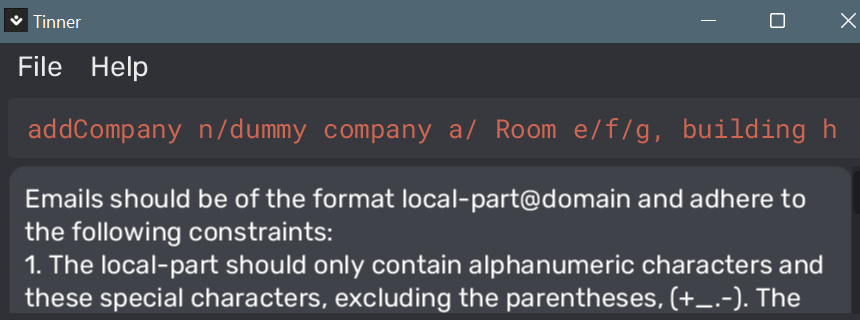 Tinner
File Help
addCompany n/dummy company a/ Room e/f/g, building h
Emails should be of the format local-part@domain and adhere to
the following constraints:
1. The local-part should only contain alphanumeric characters and
these special characters, excluding the parentheses, (+_.-). The